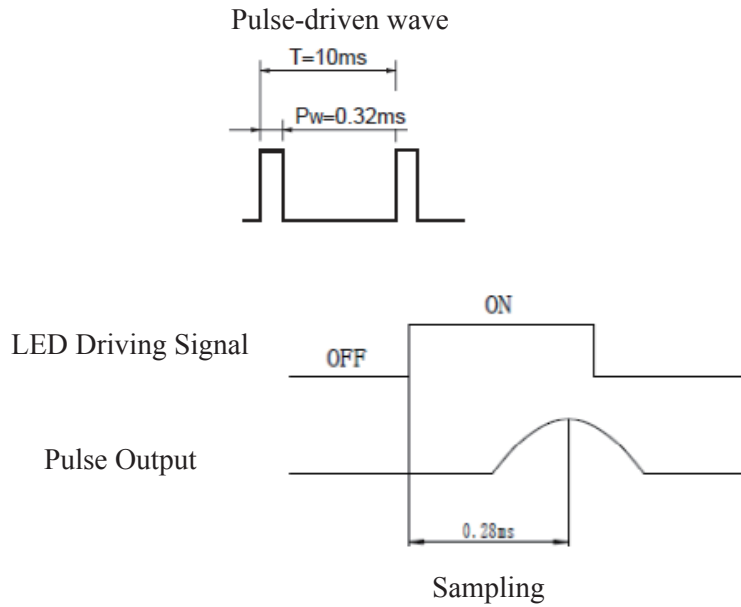 Pulse-driven wave
T=10ms
Pw=0.32ms
ON
LED Driving Signal
OFF
Pulse Output
0.28ms
Sampling